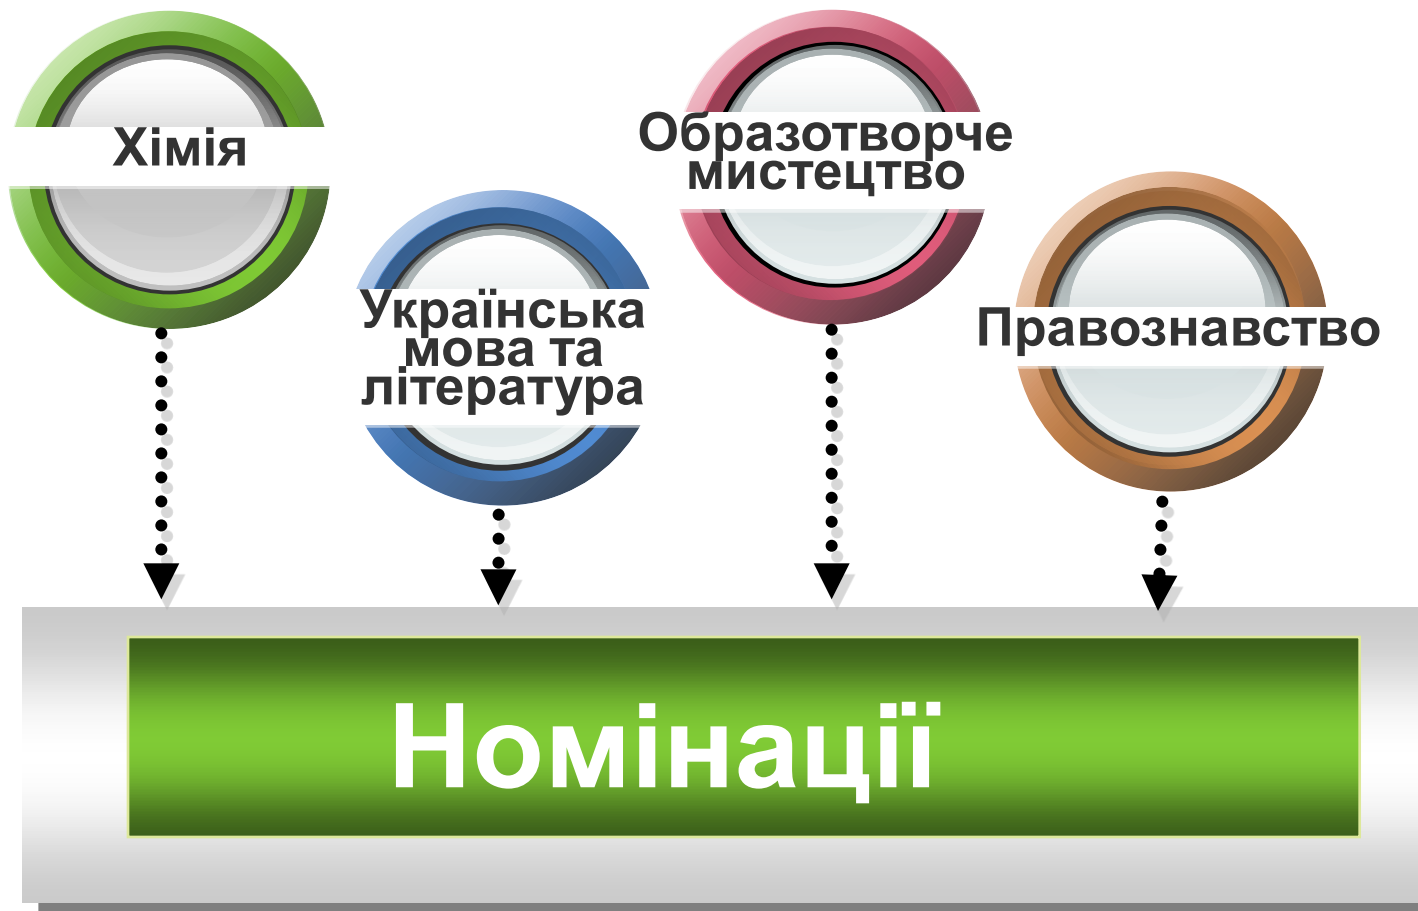 Хімія
Українська
мова та
література
Образотворче
мистецтво
Правознавство
Номінації